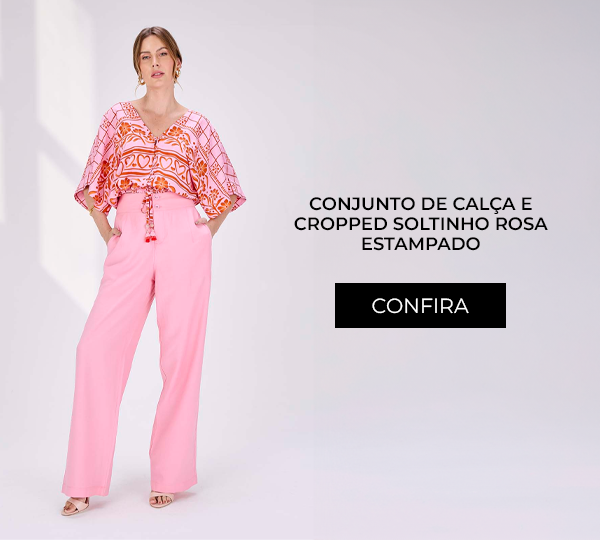 CONJUNTO DE CALÇA E
CROPPED SOLTINHO ROSA
ESTAMPADO
CONFIRA